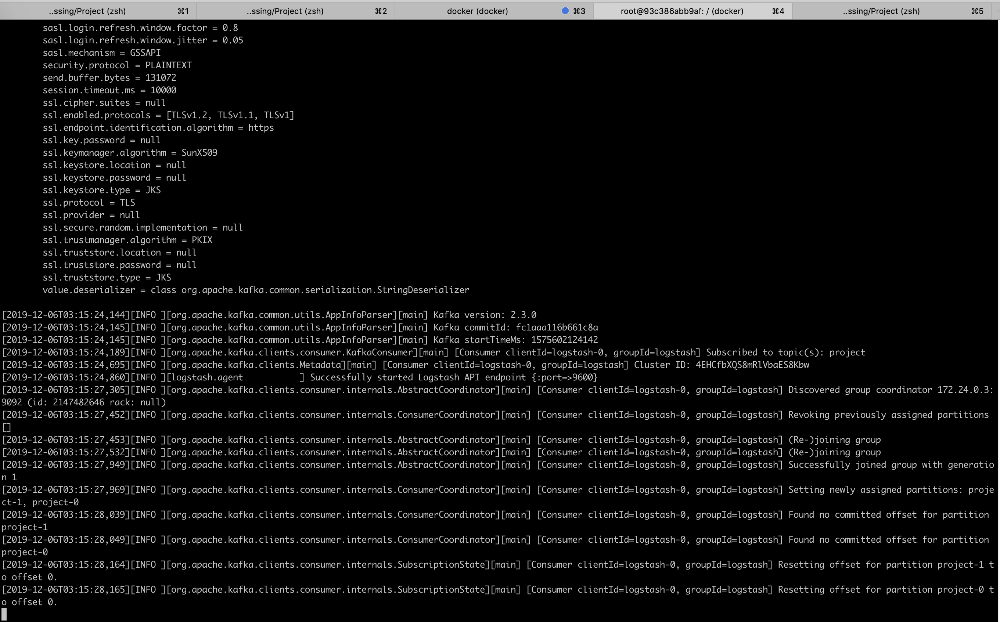 ..ssing/Project (zsh) ⌘1 ..ssing/Project (zsh) ⌘2 docker (docker) ⌘3 root@93c386abb9af: / (docker) ⌘4 ..ssing/Project (zsh) ⌘5
sasl.login.refresh.window.factor = 0.8
sasl.login.refresh.window.jitter = 0.05
sasl.mechanism = GSSAPI
security.protocol = PLAINTEXT
send.buffer.bytes = 131072
session.timeout.ms = 10000
ssl.cipher.suites = null
ssl.enabled.protocols = [TLSv1.2, TLSv1.1, TLSv1]
ssl.endpoint.identification.algorithm = https
ssl.key.password = null
ssl.keymanager.algorithm = SunX509
ssl.keystore.location = null
ssl.keystore.password = null
ssl.keystore.type = JKS
ssl.protocol = TLS
ssl.provider = null
ssl.secure.random.implementation = null
ssl.trustmanager.algorithm = PKIX
ssl.truststore.location = null
ssl.truststore.password = null
ssl.truststore.type = JKS
value.deserializer = class org.apache.kafka.common.serialization.StringDeserializer
[2019-12-06T03:15:24,144][INFO ][org.apache.kafka.common.utils.AppInfoParser][main] Kafka version: 2.3.0
[2019-12-06T03:15:24,145][INFO ][org.apache.kafka.common.utils.AppInfoParser][main] Kafka commitId: fc1aaa116b661c8a
[2019-12-06T03:15:24,145][INFO ][org.apache.kafka.common.utils.AppInfoParser][main] Kafka startTimeMs: 1575602124142
[2019-12-06T03:15:24,189][INFO ][org.apache.kafka.clients.consumer.KafkaConsumer][main] [Consumer clientId=logstash-0, groupId=logstash] Subscribed to topic(s): project
[2019-12-06T03:15:24,695][INFO ][org.apache.kafka.clients.Metadata][main] [Consumer clientId=logstash-0, groupId=logstash] Cluster ID: 4EHCfbXQS8mRlVbaES8Kbw
[2019-12-06T03:15:24,860][INFO ][logstash.agent           ] Successfully started Logstash API endpoint {:port=>9600}
[2019-12-06T03:15:27,305][INFO ][org.apache.kafka.clients.consumer.internals.AbstractCoordinator][main] [Consumer clientId=logstash-0, groupId=logstash] Discovered group coordinator 172.24.0.3:
9092 (id: 2147482646 rack: null)
[2019-12-06T03:15:27,452][INFO ][org.apache.kafka.clients.consumer.internals.ConsumerCoordinator][main] [Consumer clientId=logstash-0, groupId=logstash] Revoking previously assigned partitions
[]
[2019-12-06T03:15:27,453][INFO ][org.apache.kafka.clients.consumer.internals.AbstractCoordinator][main] [Consumer clientId=logstash-0, groupId=logstash] (Re-)joining group
[2019-12-06T03:15:27,532][INFO ][org.apache.kafka.clients.consumer.internals.AbstractCoordinator][main] [Consumer clientId=logstash-0, groupId=logstash] (Re-)joining group
[2019-12-06T03:15:27,949][INFO ][org.apache.kafka.clients.consumer.internals.AbstractCoordinator][main] [Consumer clientId=logstash-0, groupId=logstash] Successfully joined group with generatio
n 1
[2019-12-06T03:15:27,969][INFO ][org.apache.kafka.clients.consumer.internals.ConsumerCoordinator][main] [Consumer clientId=logstash-0, groupId=logstash] Setting newly assigned partitions: proje
ct-1, project-0
[2019-12-06T03:15:28,039][INFO ][org.apache.kafka.clients.consumer.internals.ConsumerCoordinator][main] [Consumer clientId=logstash-0, groupId=logstash] Found no committed offset for partition
project-1
[2019-12-06T03:15:28,049][INFO ][org.apache.kafka.clients.consumer.internals.ConsumerCoordinator][main] [Consumer clientId=logstash-0, groupId=logstash] Found no committed offset for partition
project-0
[2019-12-06T03:15:28,164][INFO ][org.apache.kafka.clients.consumer.internals.SubscriptionState][main] [Consumer clientId=logstash-0, groupId=logstash] Resetting offset for partition project-1 t
o offset 0.
[2019-12-06T03:15:28,165][INFO ][org.apache.kafka.clients.consumer.internals.SubscriptionState][main] [Consumer clientId=logstash-0, groupId=logstash] Resetting offset for partition project-0 t
o offset 0.